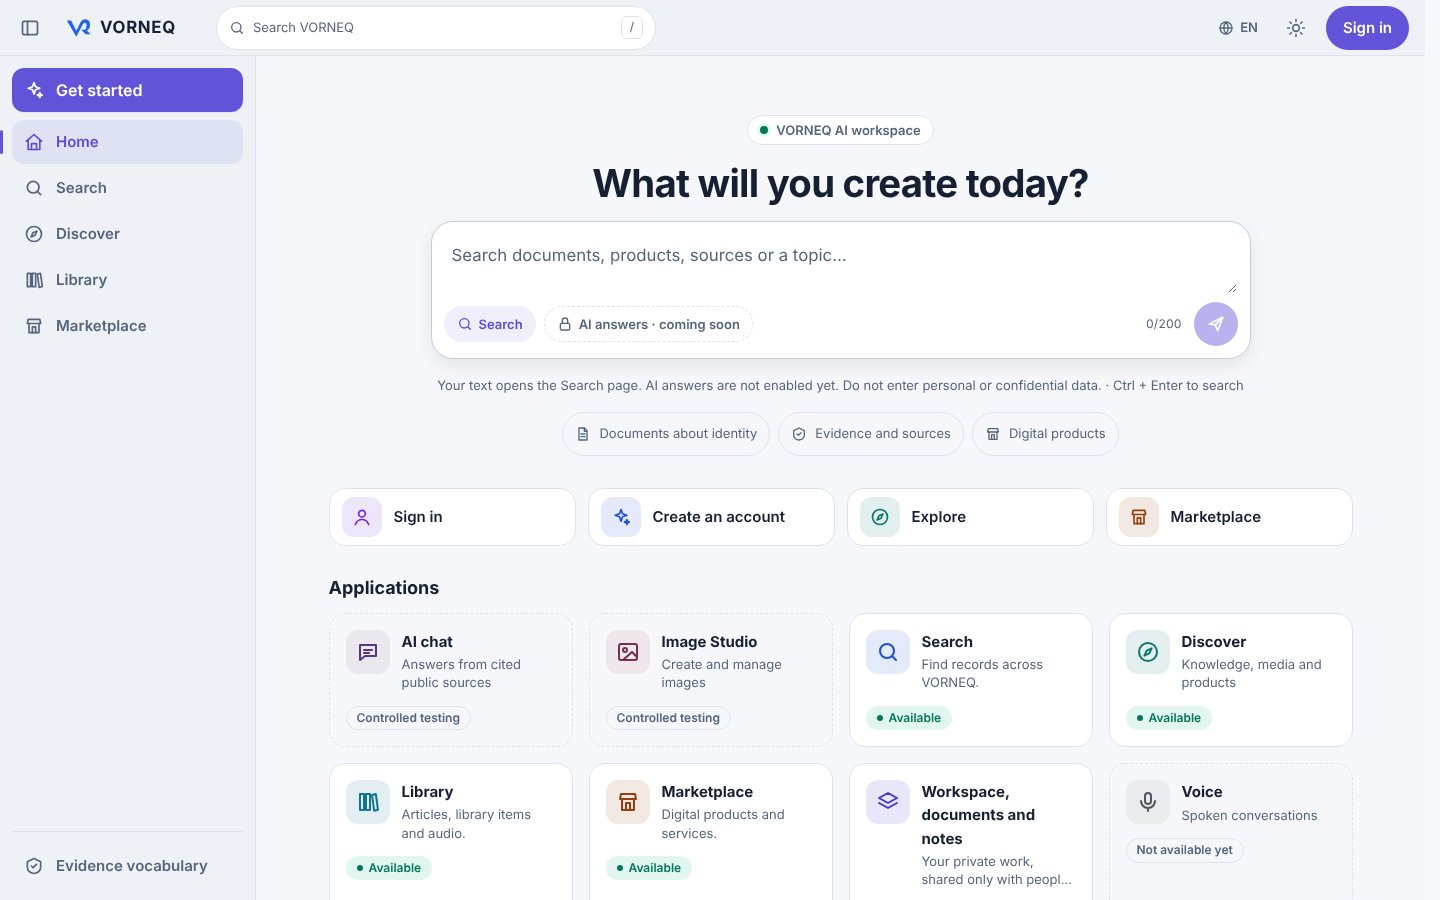 VORNEQ
Search VORNEQ
/
EN
Sign in
Get started
Home
Search
Discover
Library
Marketplace
Evidence vocabulary
VORNEQ AI workspace
What will you create today?
Search documents, products, sources or a topic...
Search
AI answers · coming soon
0/200
Your text opens the Search page. AI answers are not enabled yet. Do not enter personal or confidential data. · Ctrl + Enter to search
Documents about identity
Evidence and sources
Digital products
Sign in
Create an account
Explore
Marketplace
Applications
AI chat
Answers from cited
public sources
Controlled testing
Image Studio
Create and manage
images
Controlled testing
Search
Find records across
VORNEQ.
Available
Discover
Knowledge, media and
products
Available
Library
Articles, library items
and audio.
Available
Marketplace
Digital products and
services.
Available
Workspace,
documents and
notes
Your private work,
shared only with peopl...
Voice
Spoken conversations
Not available yet